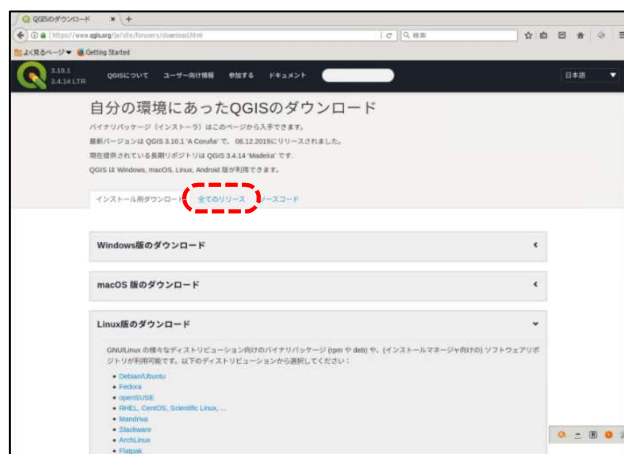 QGISのダウンロード
https://www.qgis.org/ja/site/forusers/download.html
検索
よく見るページ
Getting Started
3.10.1
3.4.14 LTR
QGISについて
ユーザー向け情報
参加する
ドキュメント
日本語
自分の環境にあったQGISのダウンロード
バイナリパッケージ（インストーラ）はこのページから入手できます。
最新バージョンは QGIS 3.10.1 'A Coruña' で、 06.12.2019にリリースされました。
現在提供されている長期リポジトリは QGIS 3.4.14 'Madeira' です.
QGIS は Windows, macOS, Linux, Android 版が利用できます。
インストール用ダウンロード
全てのリリース
ソースコード
Windows版のダウンロード
macOS 版のダウンロード
Linux版のダウンロード
GNU/Linux の様々なディストリビューション向けのバイナリパッケージ (rpm や deb) や、(インストールマネージャ向けの) ソフトウェアリポ
ジトリが利用可能です。以下のディストリビューションから選択してください：
Debian/Ubuntu
Fedora
openSUSE
RHEL, CentOS, Scientific Linux, ...
Mandriva
Slackware
ArchLinux
Flatpak